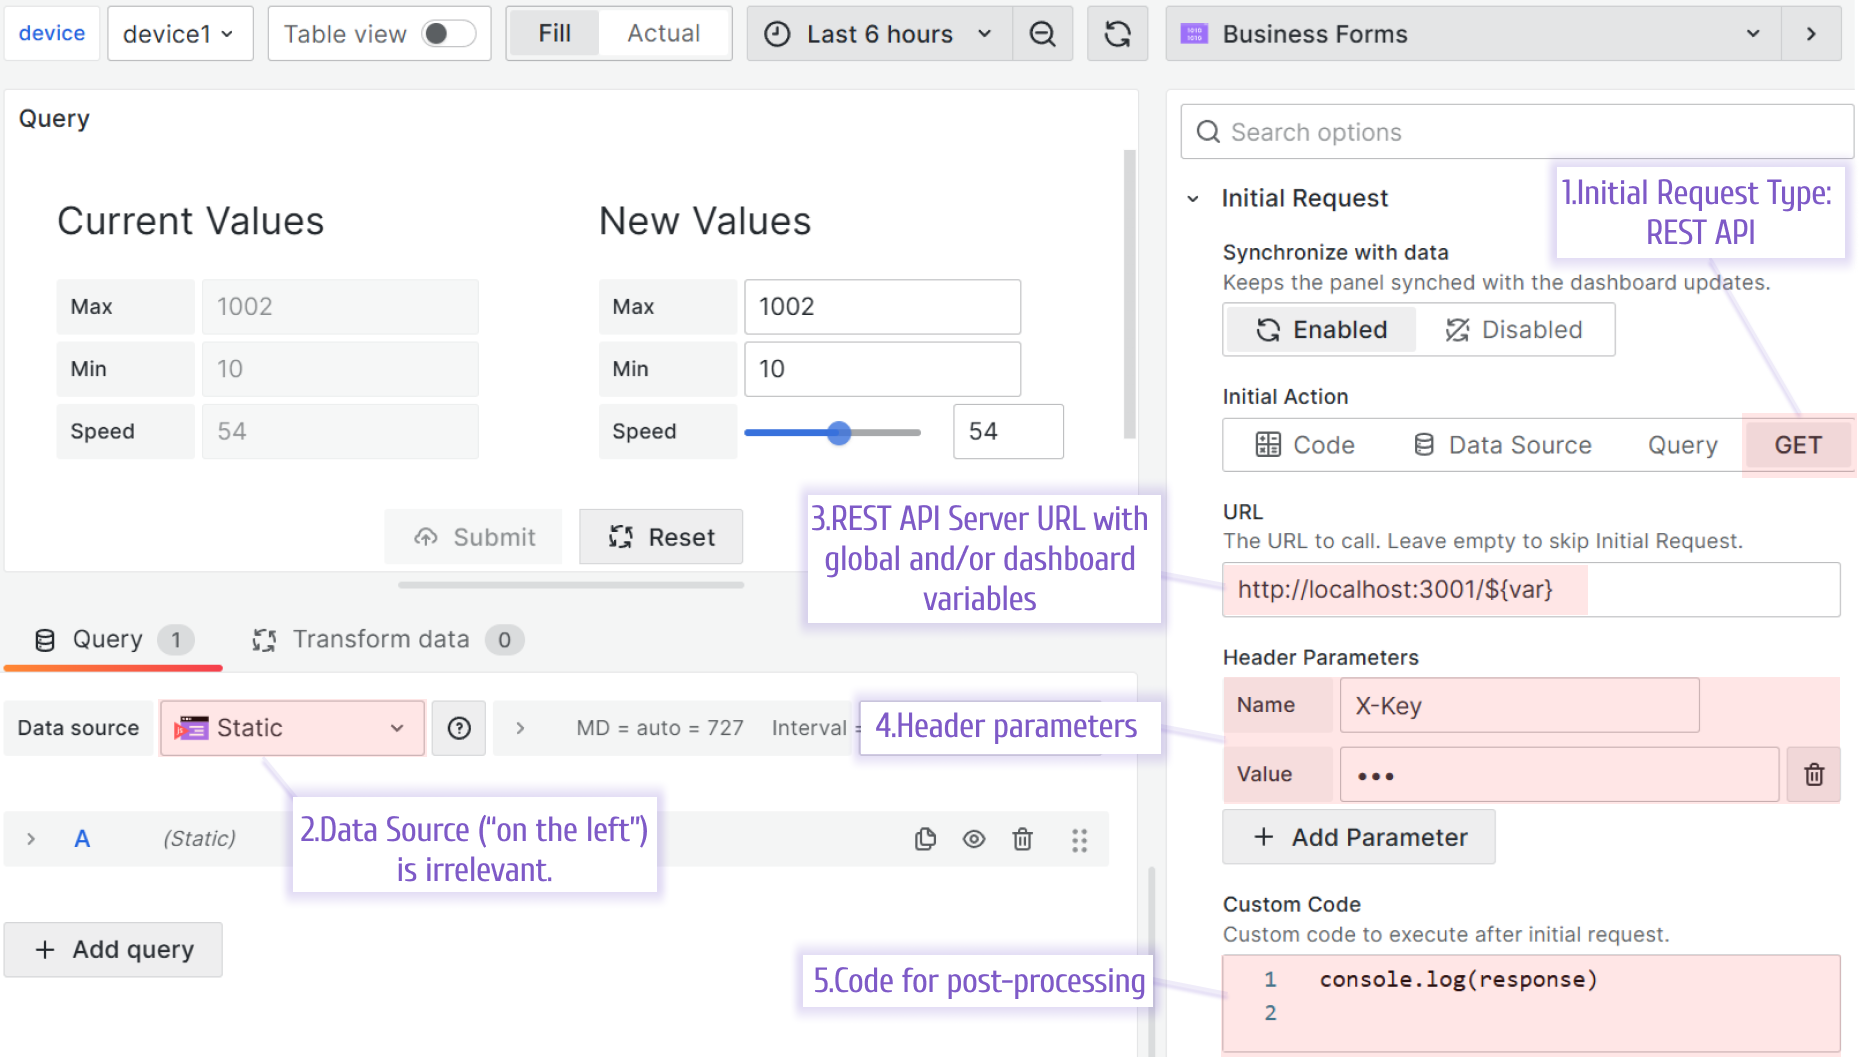 device
device1
Table view
Fill
Actual
Last 6 hours
Business Forms
Query
Current Values
Max
1002
Min
10
Speed
54
New Values
Max
1002
Min
10
Speed
54
Submit
Reset
Query 1
Transform data 0
Data source
Static
MD = auto = 727
Interval =
A
(Static)
2.Data Source (“on the left”)
is irrelevant.
+ Add query
Search options
Initial Request
1.Initial Request Type:
REST API
Synchronize with data
Keeps the panel synched with the dashboard updates.
Enabled
Disabled
Initial Action
Code
Data Source
Query
GET
3.REST API Server URL with
global and/or dashboard
variables
URL
The URL to call. Leave empty to skip Initial Request.
http://localhost:3001/${var}
4.Header parameters
Header Parameters
Name
X-Key
Value
•••
+ Add Parameter
Custom Code
Custom code to execute after initial request.
5.Code for post-processing
1 console.log(response)
2